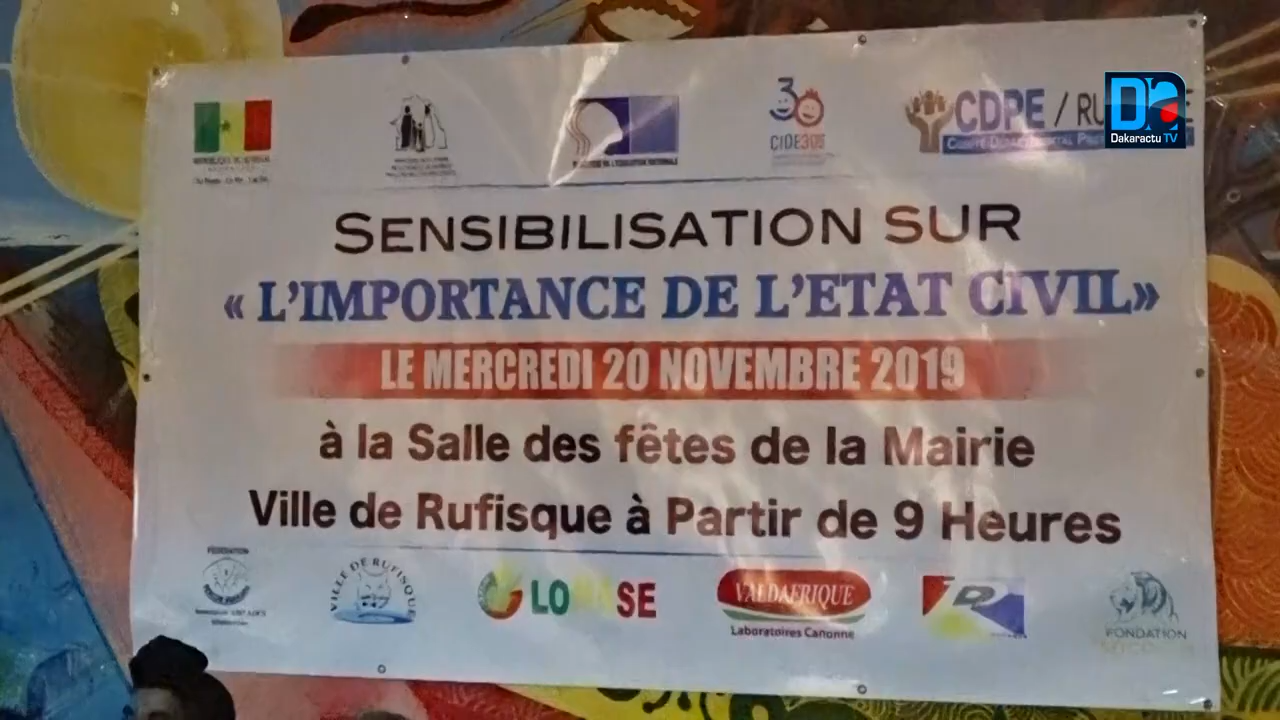 CDPE / RU
Dakaractu TV
CIDE30e
SENSIBILISATION SUR
« L'IMPORTANCE DE L'ETAT CIVIL»
LE MERCREDI 20 NOVEMBRE 2019
à la Salle des fêtes de la Mairie
Ville de Rufisque à Partir de 9 Heures
FÉDÉRATION
VILLE DE RUFISQUE
LO SE
VALDAFRIQUE
Laboratoires Canonne
FONDATION